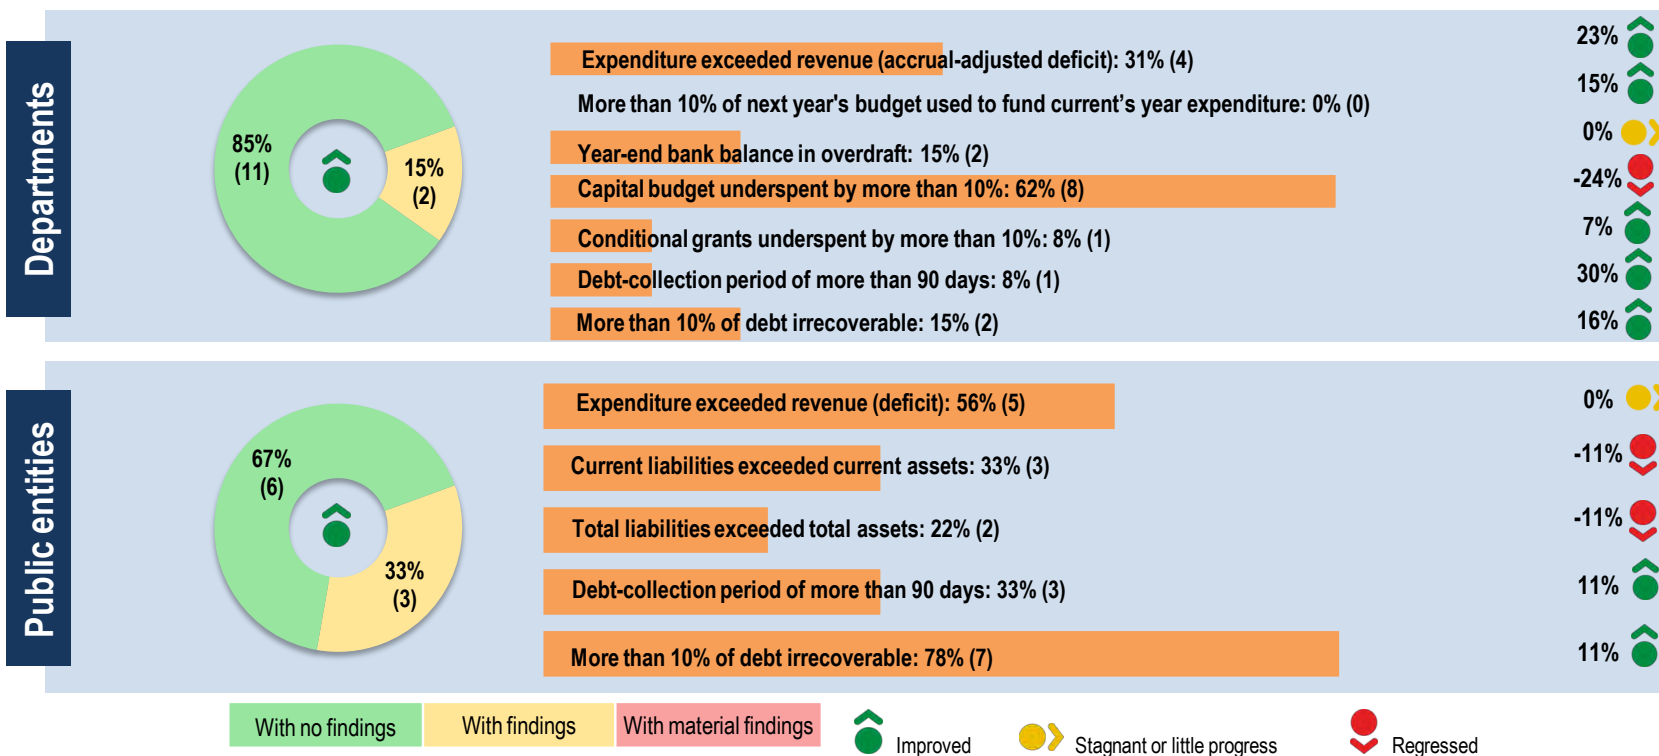 Departments
85%
(11)
15%
(2)
Expenditure exceeded revenue (accrual-adjusted deficit): 31% (4)
23%
More than 10% of next year's budget used to fund current's year expenditure: 0% (0)
15%
Year-end bank balance in overdraft: 15% (2)
0%
Capital budget underspent by more than 10%: 62% (8)
-24%
Conditional grants underspent by more than 10%: 8% (1)
7%
Debt-collection period of more than 90 days: 8% (1)
30%
More than 10% of debt irrecoverable: 15% (2)
16%
Public entities
67%
(6)
33%
(3)
Expenditure exceeded revenue (deficit): 56% (5)
0%
Current liabilities exceeded current assets: 33% (3)
-11%
Total liabilities exceeded total assets: 22% (2)
-11%
Debt-collection period of more than 90 days: 33% (3)
11%
More than 10% of debt irrecoverable: 78% (7)
11%
With no findings
With findings
With material findings
Improved
Stagnant or little progress
Regressed